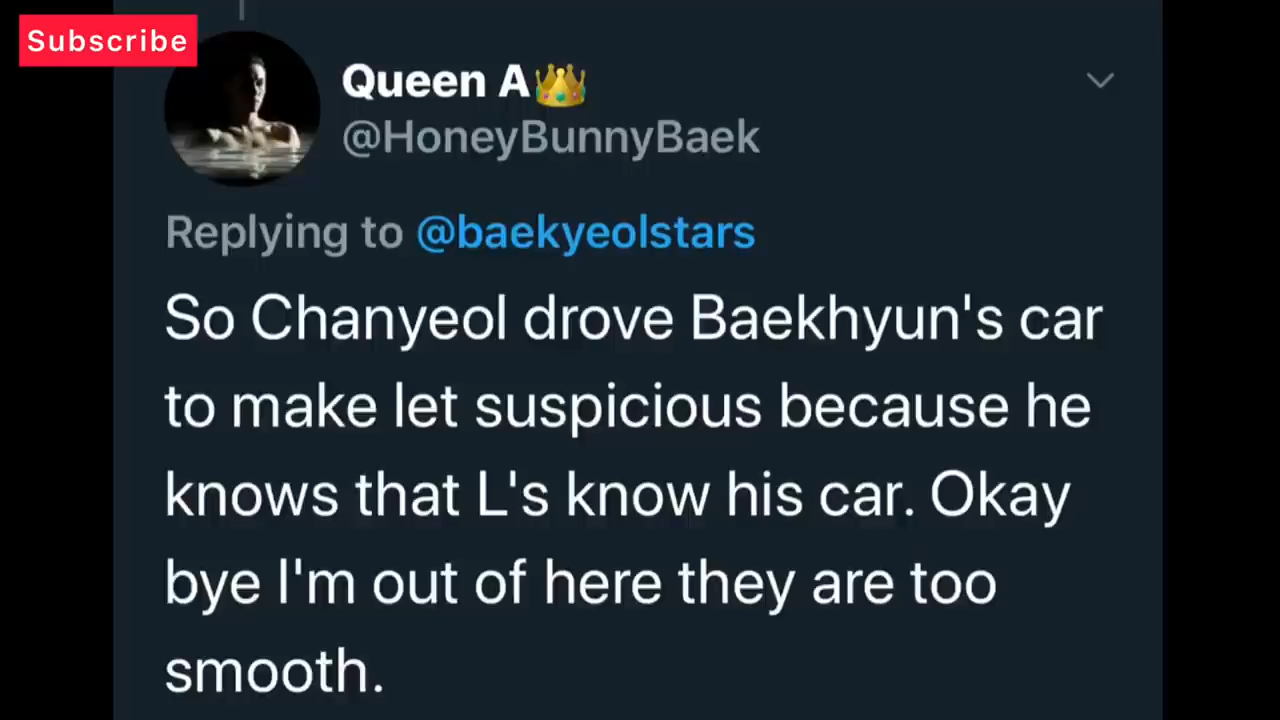 Subscribe
Queen A👑
@HoneyBunnyBaek
Replying to @baekyeolstars
So Chanyeol drove Baekhyun's car
to make let suspicious because he
knows that L's know his car. Okay
bye I'm out of here they are too
smooth.